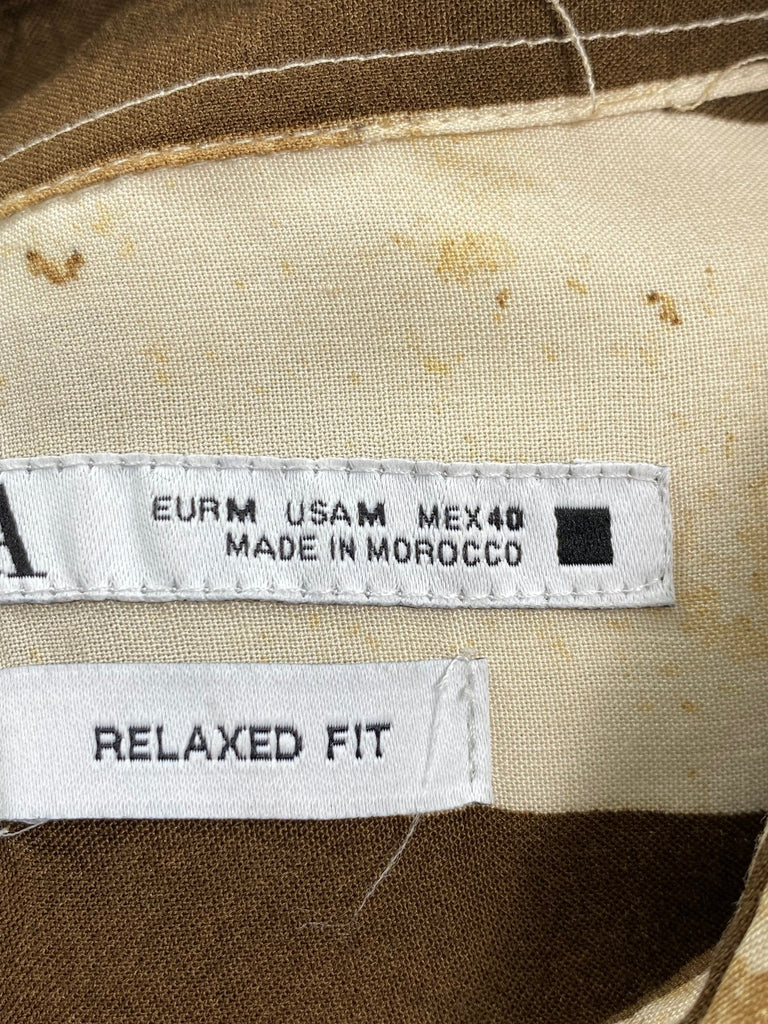 A
EUR M USA M MEX 40
MADE IN MOROCCO
RELAXED FIT